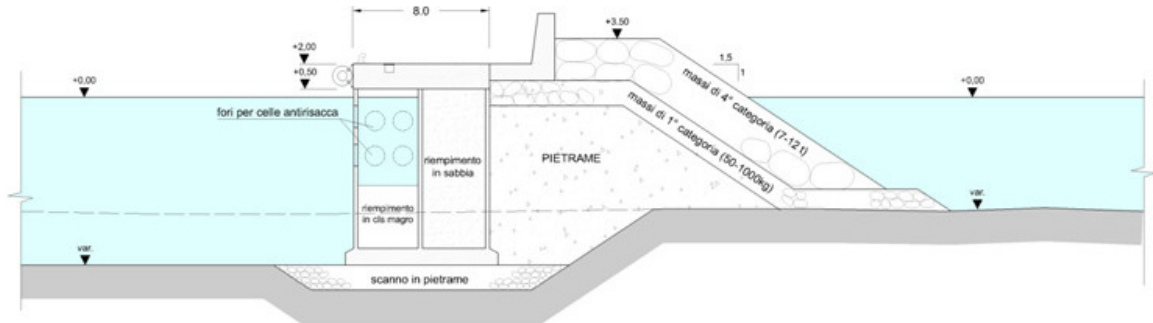 8.0
+3.50
+2,00
+0,50
1,5
1
+0,00
+0,00
fori per celle antirisacca
massi di 4° categoria (7-12 t)
massi di 1° categoria (50-1000kg)
riempimento
in sabbia
PIETRAME
riempimento
in cls magro
var.
var.
scanno in pietrame